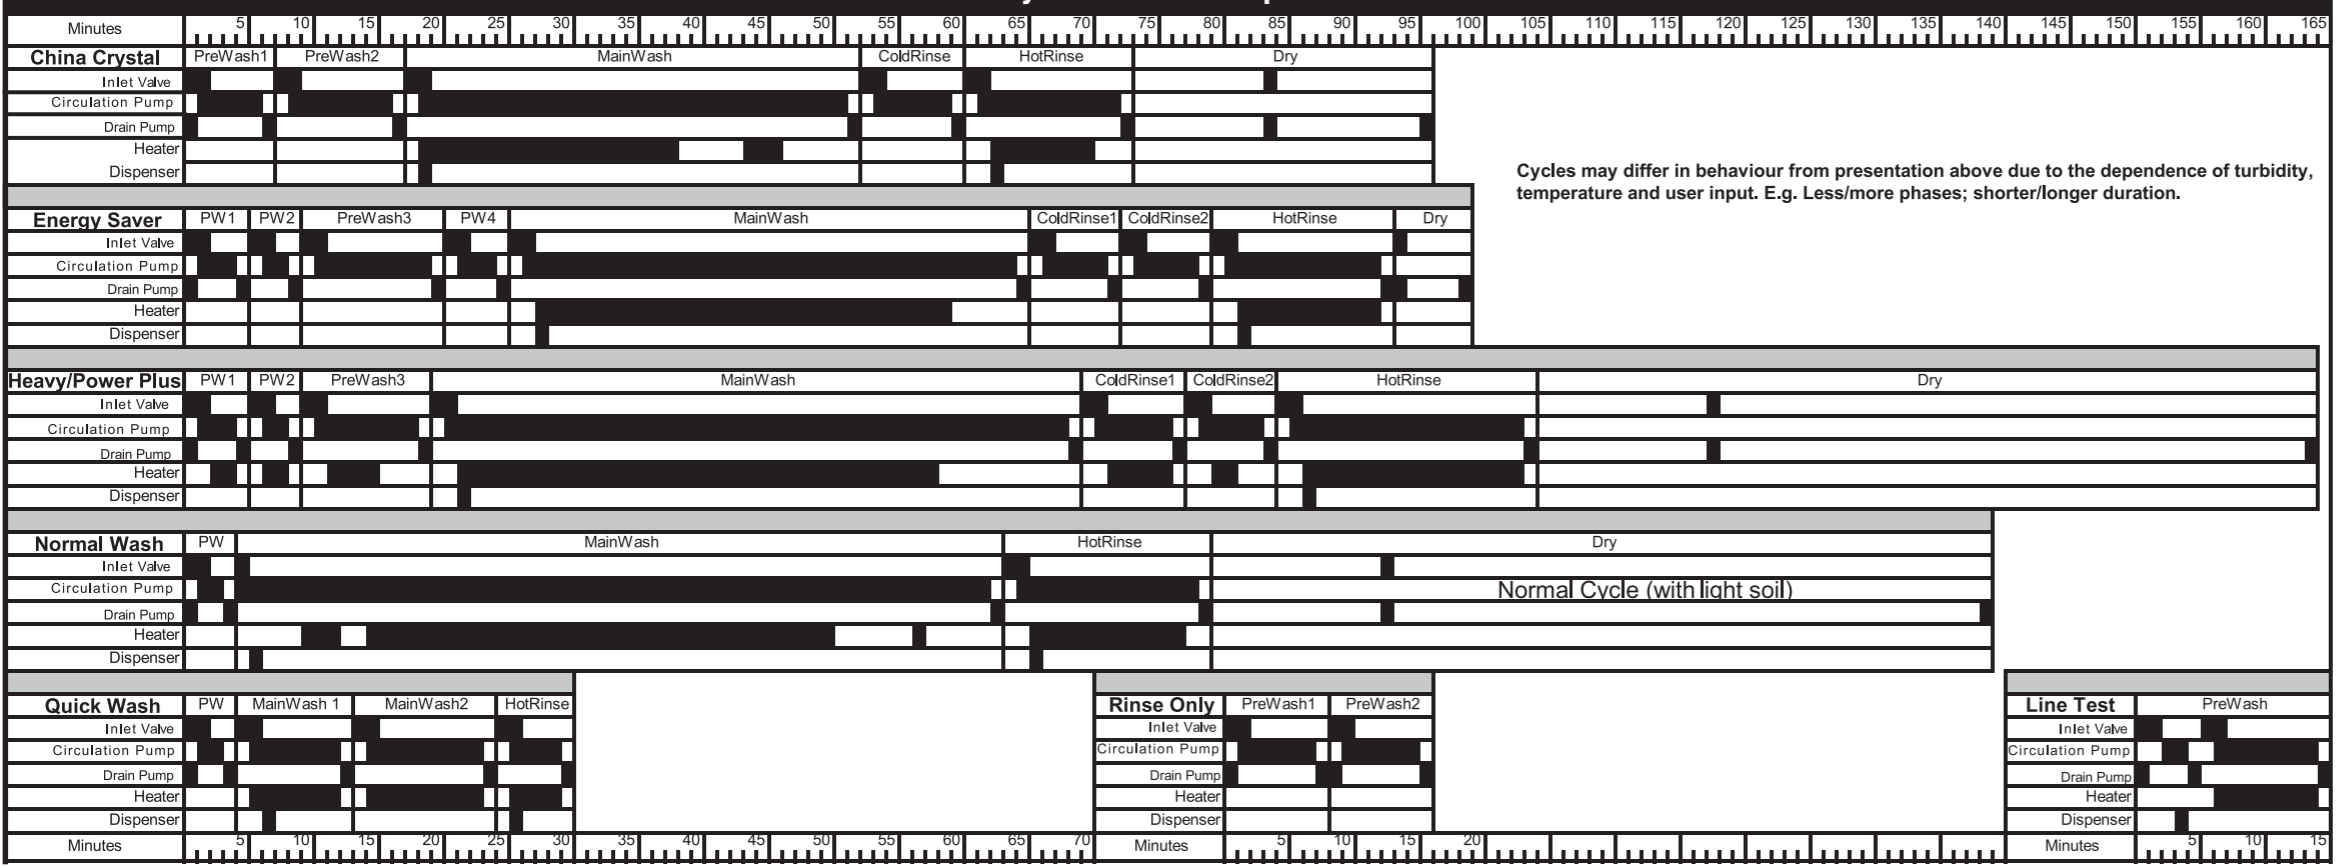 Minutes 5 10 15 20 25 30 35 40 45 50 55 60 65 70 75 80 85 90 95 100 105 110 115 120 125 130 135 140 145 150 155 160 165
China Crystal PreWash1 PreWash2 MainWash ColdRinse HotRinse Dry
Inlet Valve
Circulation Pump
Drain Pump
Heater
Dispenser
Cycles may differ in behaviour from presentation above due to the dependence of turbidity,
temperature and user input. E.g. Less/more phases; shorter/longer duration.
Energy Saver PW1 PW2 PreWash3 PW4 MainWash ColdRinse1 ColdRinse2 HotRinse Dry
Inlet Valve
Circulation Pump
Drain Pump
Heater
Dispenser
Heavy/Power Plus PW1 PW2 PreWash3 MainWash ColdRinse1 ColdRinse2 HotRinse Dry
Inlet Valve
Circulation Pump
Drain Pump
Heater
Dispenser
Normal Wash PW MainWash HotRinse Dry
Inlet Valve
Circulation Pump Normal Cycle (with light soil)
Drain Pump
Heater
Dispenser
Quick Wash PW MainWash 1 MainWash2 HotRinse Rinse Only PreWash1 PreWash2 Line Test PreWash
Inlet Valve Inlet Valve Inlet Valve
Circulation Pump Circulation Pump Circulation Pump
Drain Pump Drain Pump Drain Pump
Heater Heater Heater
Dispenser Dispenser Dispenser
Minutes 5 10 15 20 25 30 35 40 45 50 55 60 65 70 Minutes 5 10 15 20 Minutes 5 10 15